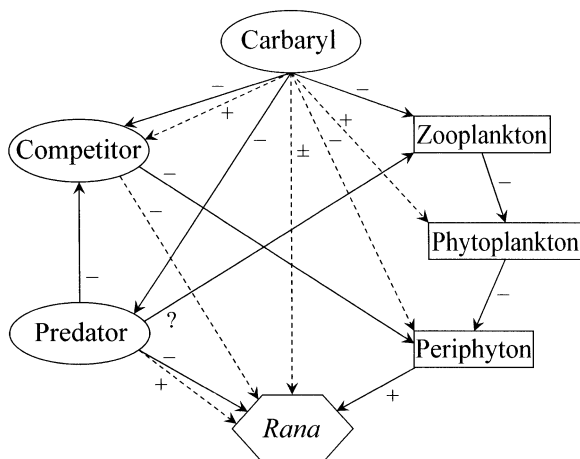 Carbaryl
–
–
+
–
+
Zooplankton
Competitor
–
±
–
–
–
–
Phytoplankton
–
–
Predator
?
Periphyton
–
+
+
Rana